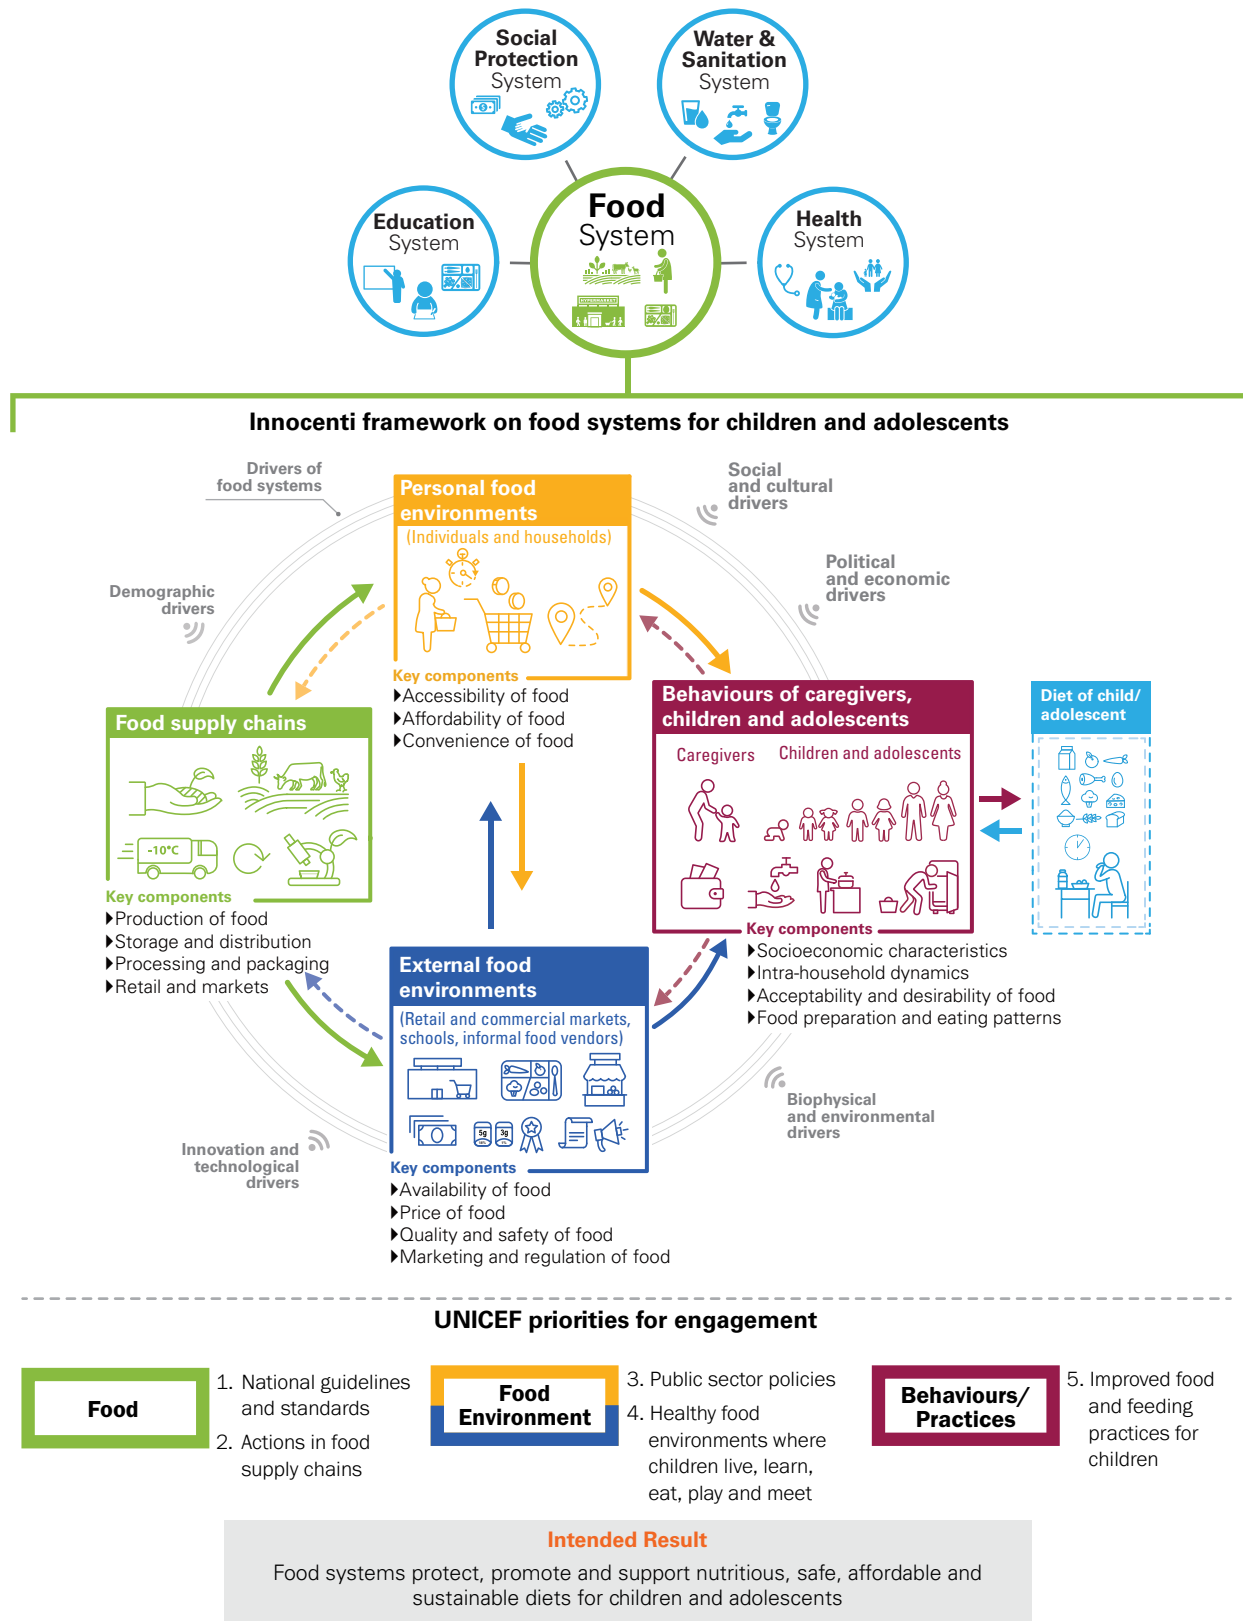 Social
Protection
System
Water &
Sanitation
System
Education
System
Food
System
HYPERMARKET
Health
System
Innocenti framework on food systems for children and adolescents
Drivers of
food systems
Social
and cultural
drivers
Political
and economic
drivers
Demographic
drivers
Personal food
environments
(Individuals and households)
Key components
Accessibility of food
Affordability of food
Convenience of food
Food supply chains
-10°C
Key components
Production of food
Storage and distribution
Processing and packaging
Retail and markets
Behaviours of caregivers,
children and adolescents
Caregivers
Children and adolescents
Key components
Socioeconomic characteristics
Intra-household dynamics
Acceptability and desirability of food
Food preparation and eating patterns
Diet of child/
adolescent
External food
environments
(Retail and commercial markets,
schools, informal food vendors)
5g
3g
Key components
Availability of food
Price of food
Quality and safety of food
Marketing and regulation of food
Innovation and
technological
drivers
Biophysical
and environmental
drivers
UNICEF priorities for engagement
Food
1. National guidelines
and standards
2. Actions in food
supply chains
Food
Environment
3. Public sector policies
4. Healthy food
environments where
children live, learn,
eat, play and meet
Behaviours/
Practices
5. Improved food
and feeding
practices for
children
Intended Result
Food systems protect, promote and support nutritious, safe, affordable and
sustainable diets for children and adolescents